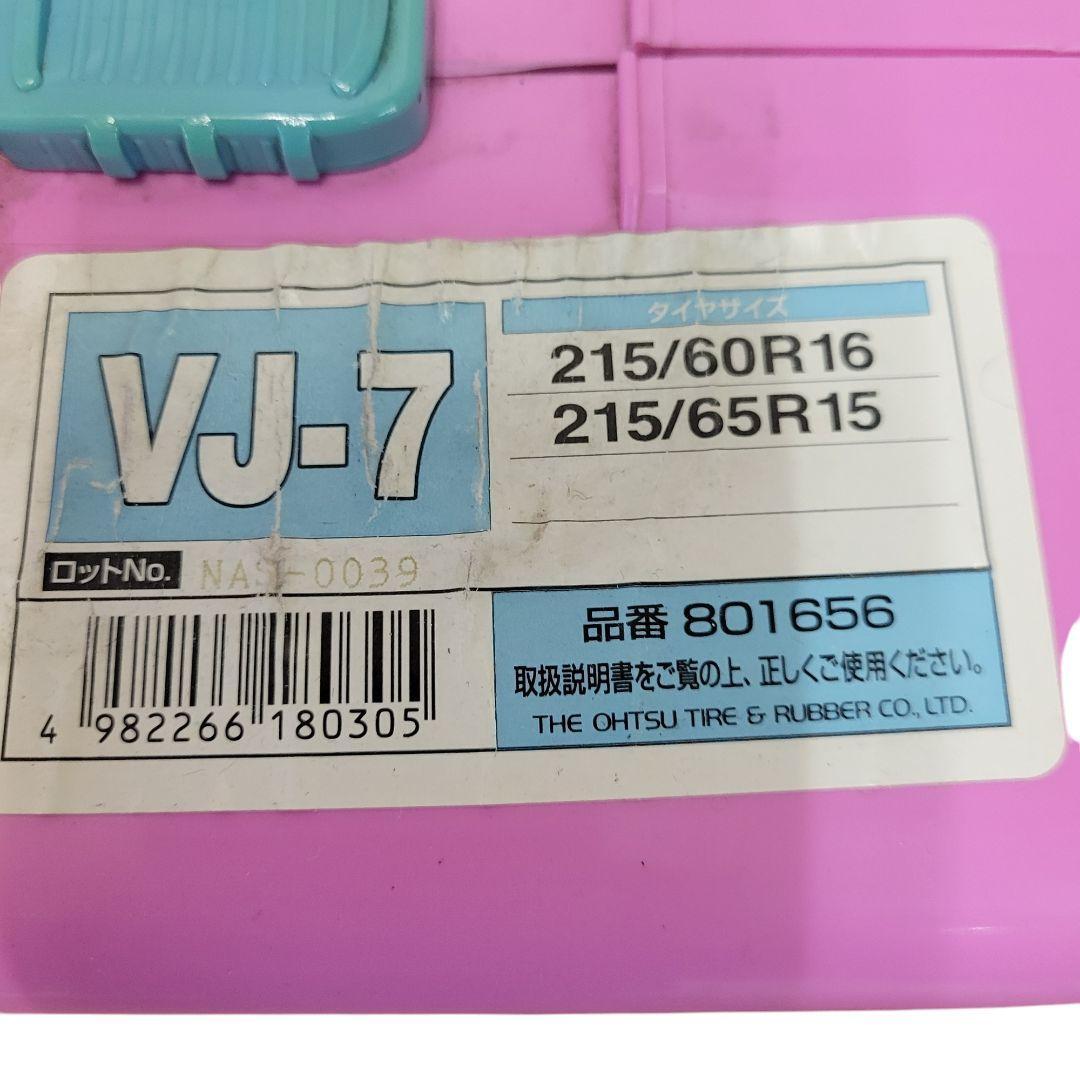 VJ-7
タイヤサイズ
215/60R16
215/65R15
ロットNo. NAS-0039
4 982266 180305
品番 801656
取扱説明書をご覧の上、正しくご使用ください。
THE OHTSU TIRE & RUBBER CO., LTD.